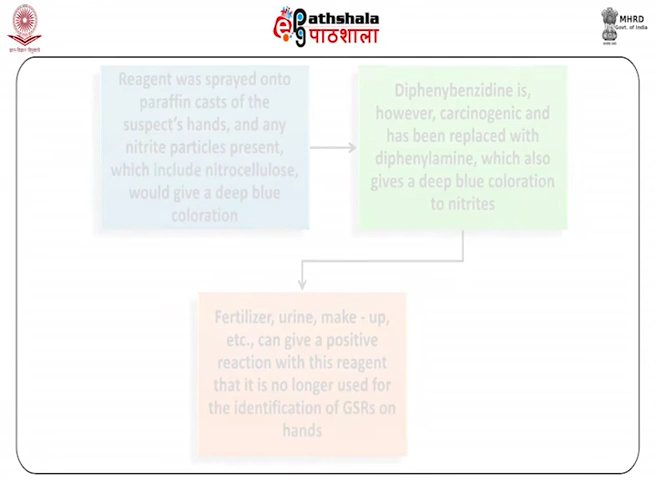 Pathshala
पाठशाला
MHRD
Govt. of India
Reagent was sprayed onto
paraffin casts of the
suspect's hands, and any
nitrite particles present,
which include nitrocellulose,
would give a deep blue
coloration
Diphenybenzidine is,
however, carcinogenic and
has been replaced with
diphenylamine, which also
gives a deep blue coloration
to nitrites
Fertilizer, urine, make - up,
etc., can give a positive
reaction with this reagent
that it is no longer used for
the identification of GSRs on
hands